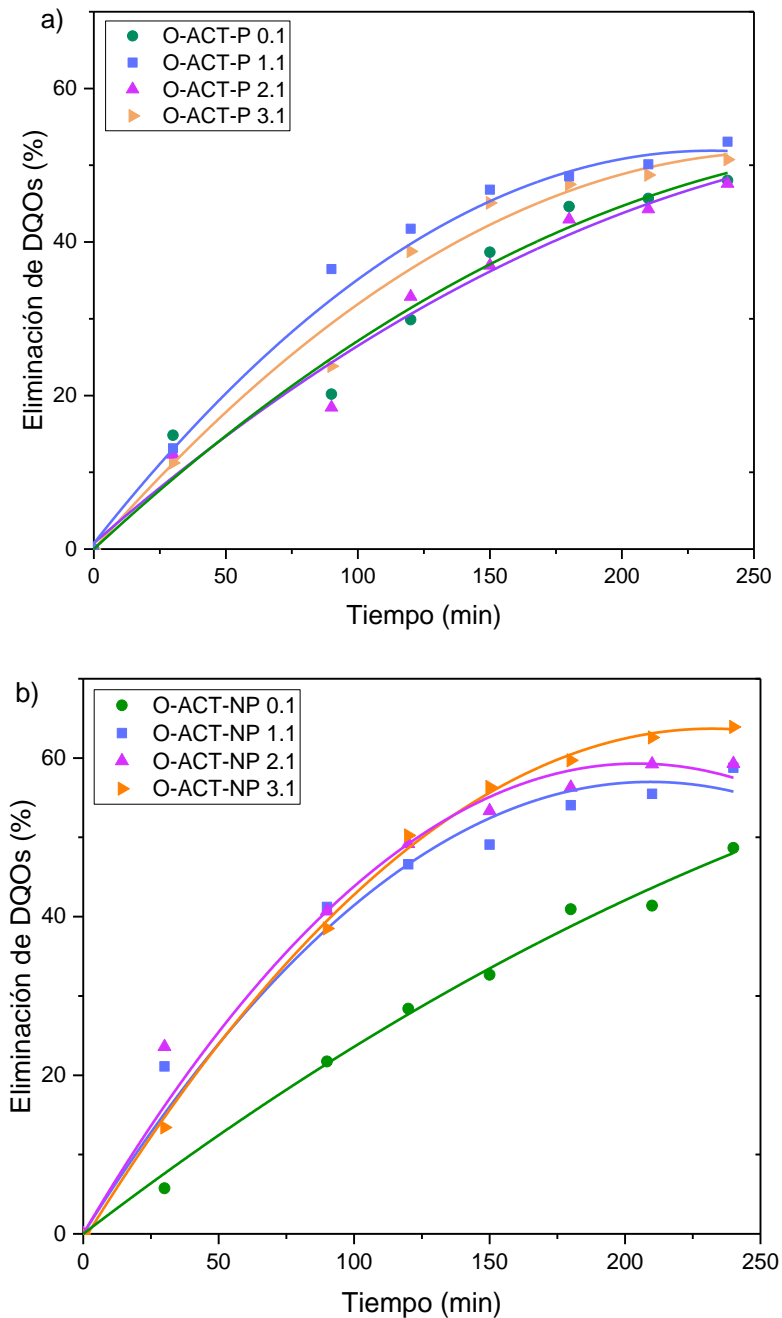 a)
O-ACT-P 0.1
O-ACT-P 1.1
O-ACT-P 2.1
O-ACT-P 3.1
60
40
20
0
Eliminación de DQOs (%)
0 50 100 150 200 250
Tiempo (min)
b)
O-ACT-NP 0.1
O-ACT-NP 1.1
O-ACT-NP 2.1
O-ACT-NP 3.1
60
40
20
0
Eliminación de DQOs (%)
0 50 100 150 200 250
Tiempo (min)